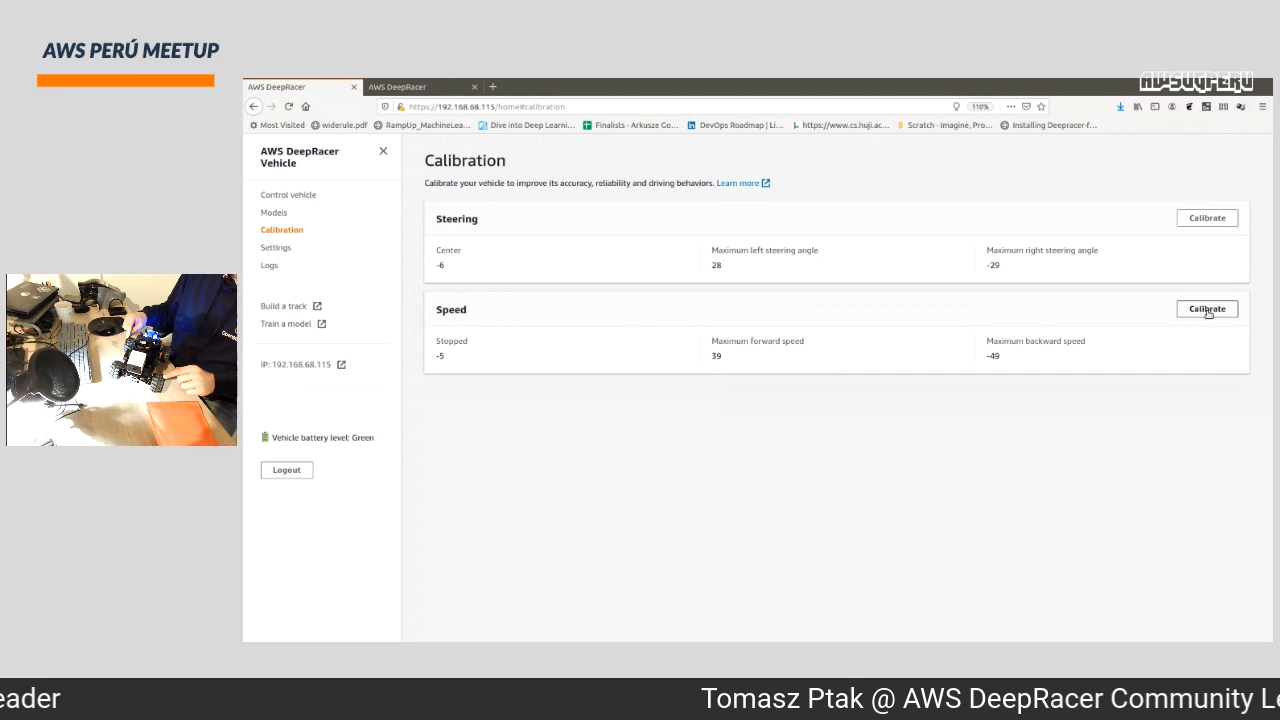 AWS PERÚ MEETUP
AWSUGPERU
AWS DeepRacer
AWS DeepRacer
https://192.168.68.115/home#calibration
110%
Most Visited
widerule.pdf
RampUp_MachineLea...
Dive into Deep Learni...
Finalists - Arkusze Go...
DevOps Roadmap | Li...
https://www.cs.huji.ac...
Scratch - Imagine, Pro...
Installing Deepracer-f...
AWS DeepRacer
Vehicle
Control vehicle
Models
Calibration
Settings
Logs
Build a track
Train a model
IP: 192.168.68.115
Vehicle battery level: Green
Logout
Calibration
Calibrate your vehicle to improve its accuracy, reliability and driving behaviors. Learn more
Steering
Calibrate
Center
-6
Maximum left steering angle
28
Maximum right steering angle
-29
Speed
Calibrate
Stopped
-5
Maximum forward speed
39
Maximum backward speed
-49
eader
Tomasz Ptak @ AWS DeepRacer Community Le